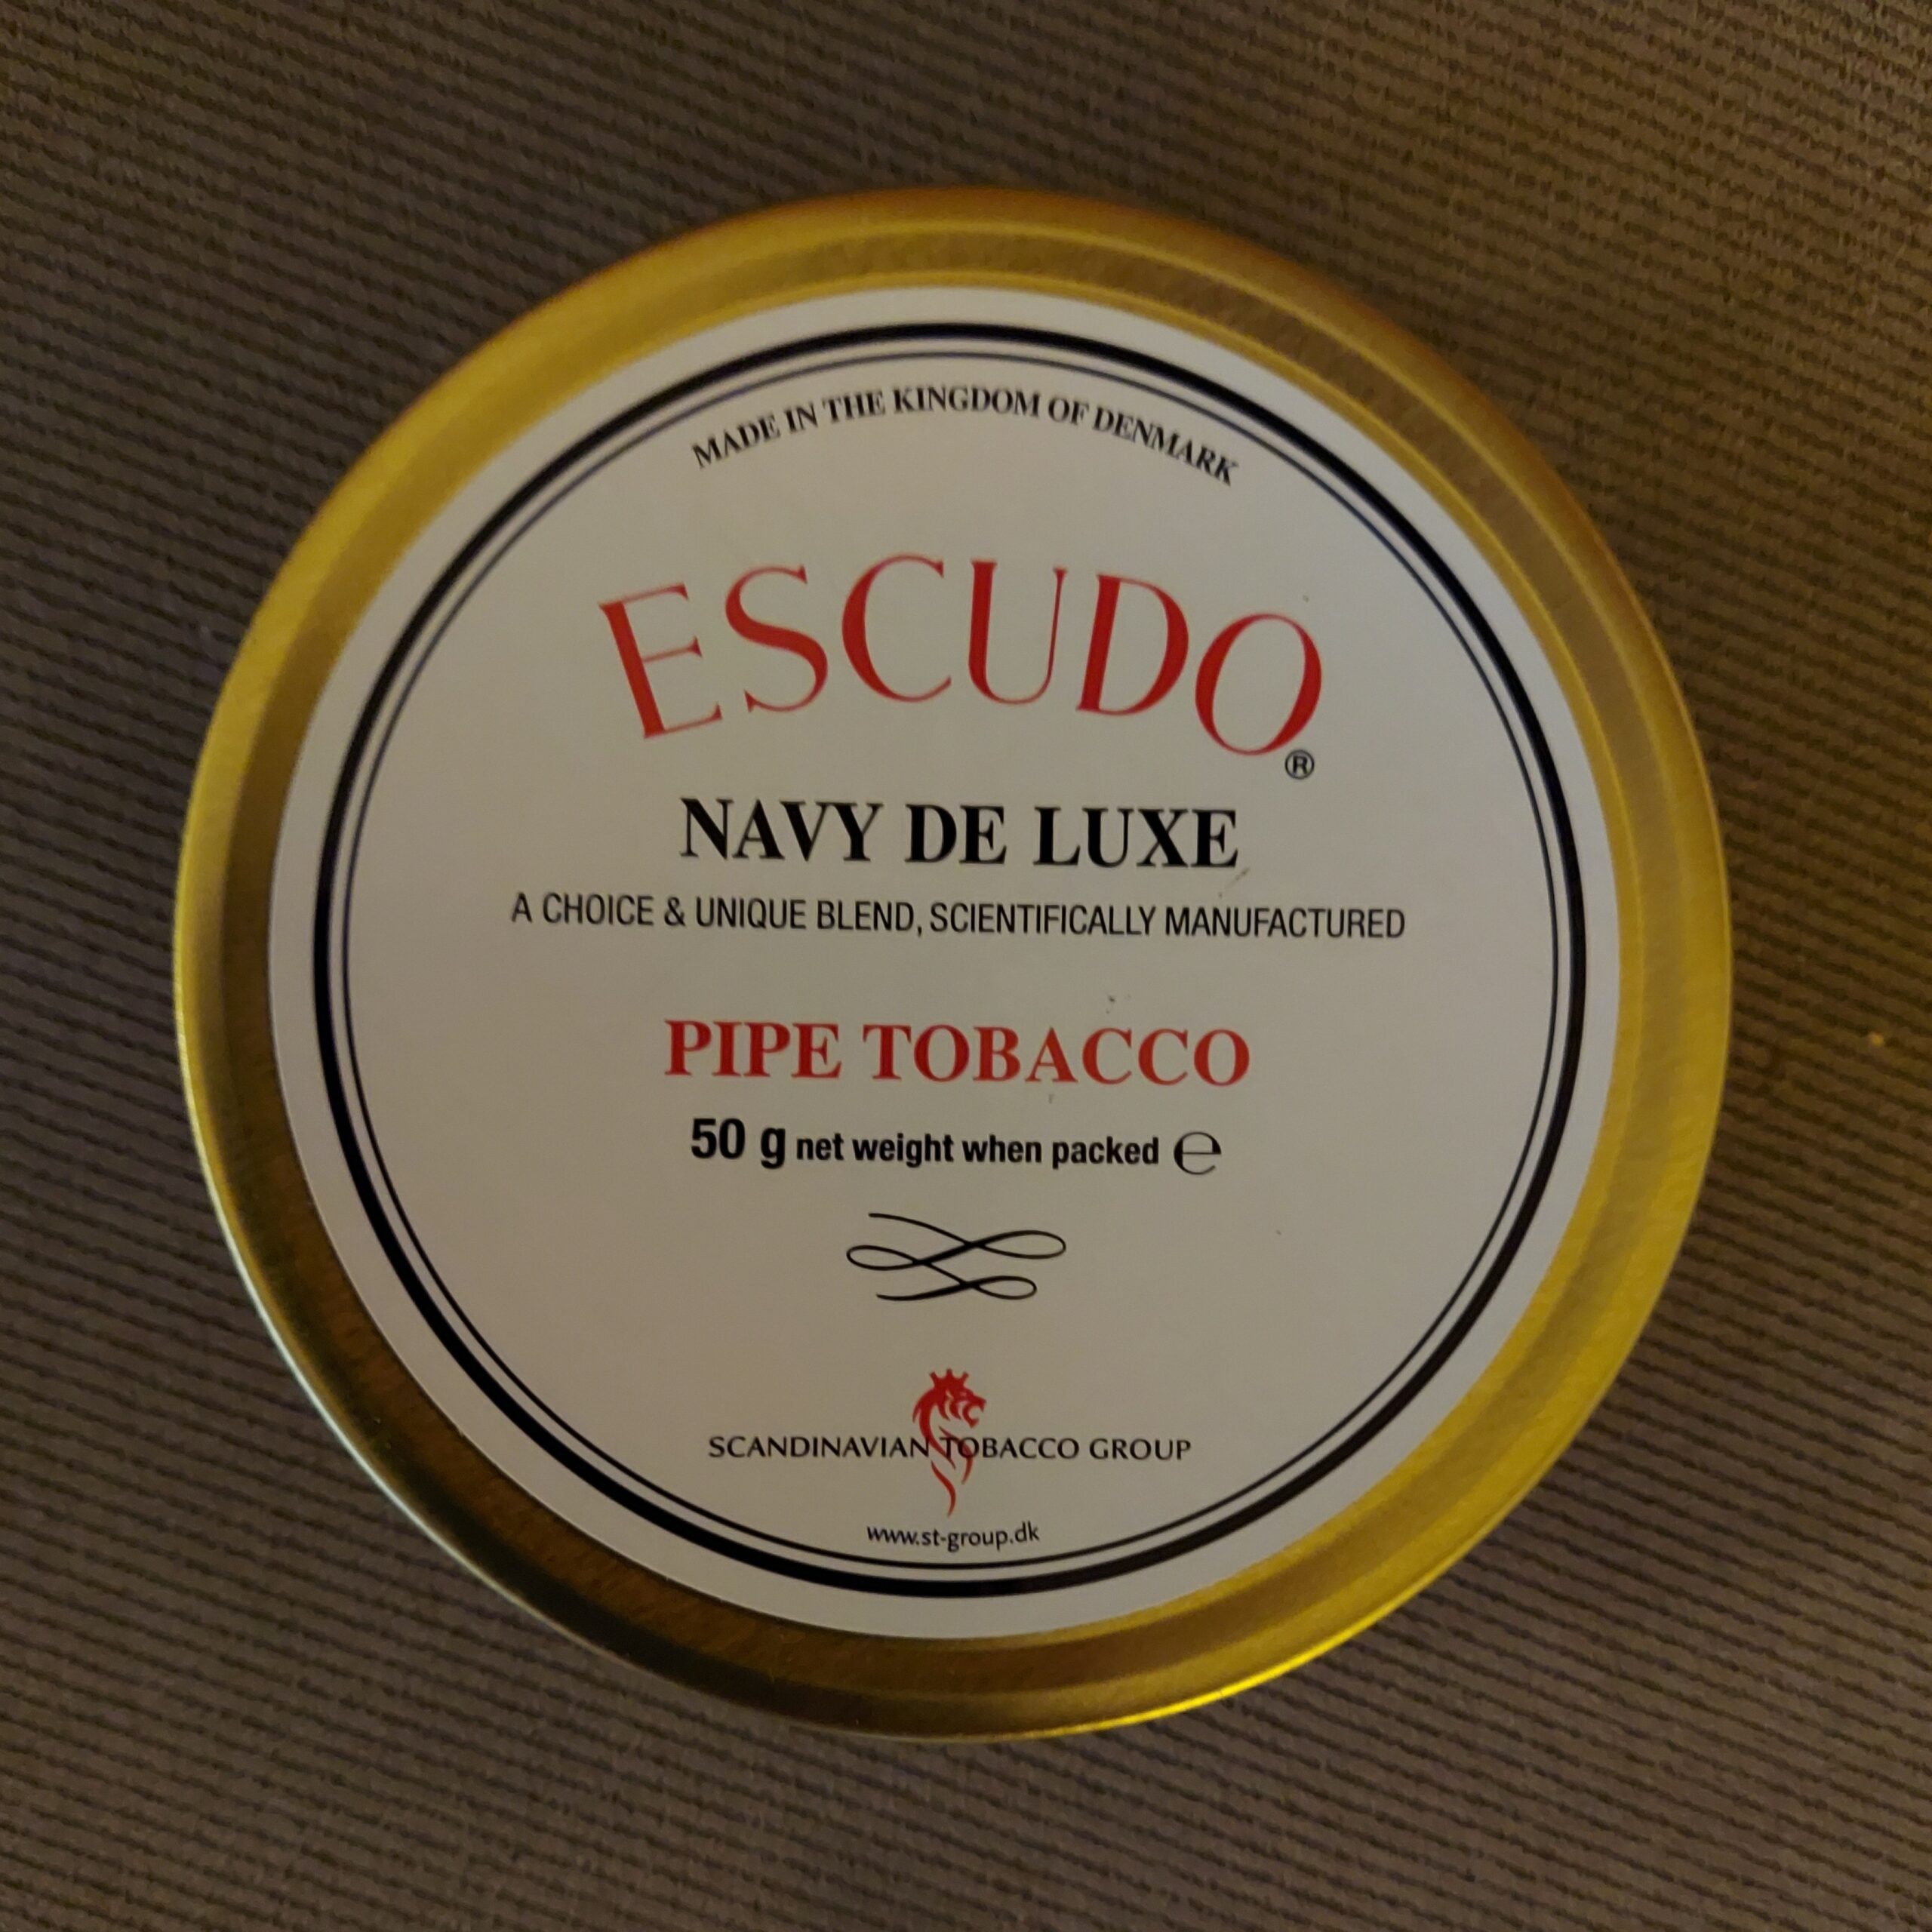 MADE IN THE KINGDOM OF DENMARK
ESCUDO®
NAVY DE LUXE
A CHOICE & UNIQUE BLEND, SCIENTIFICALLY MANUFACTURED
PIPE TOBACCO
50 g net weight when packed ℮
SCANDINAVIAN TOBACCO GROUP
www.st-group.dk